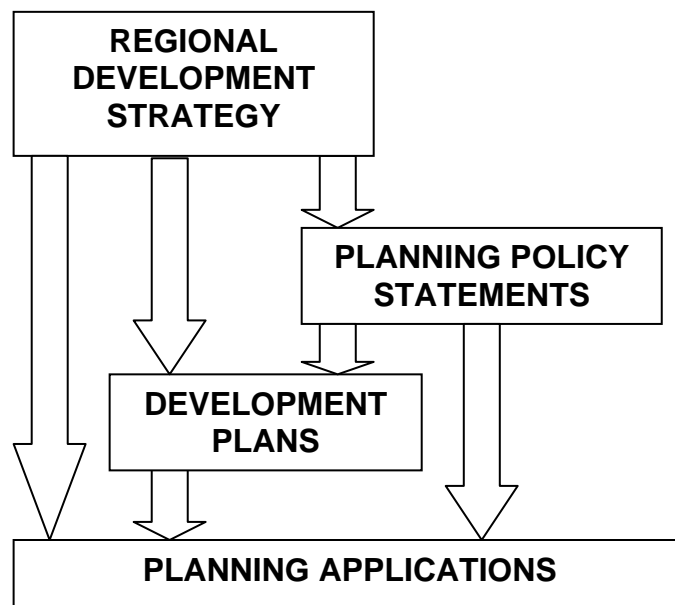 REGIONAL
DEVELOPMENT
STRATEGY
PLANNING POLICY
STATEMENTS
DEVELOPMENT
PLANS
PLANNING APPLICATIONS